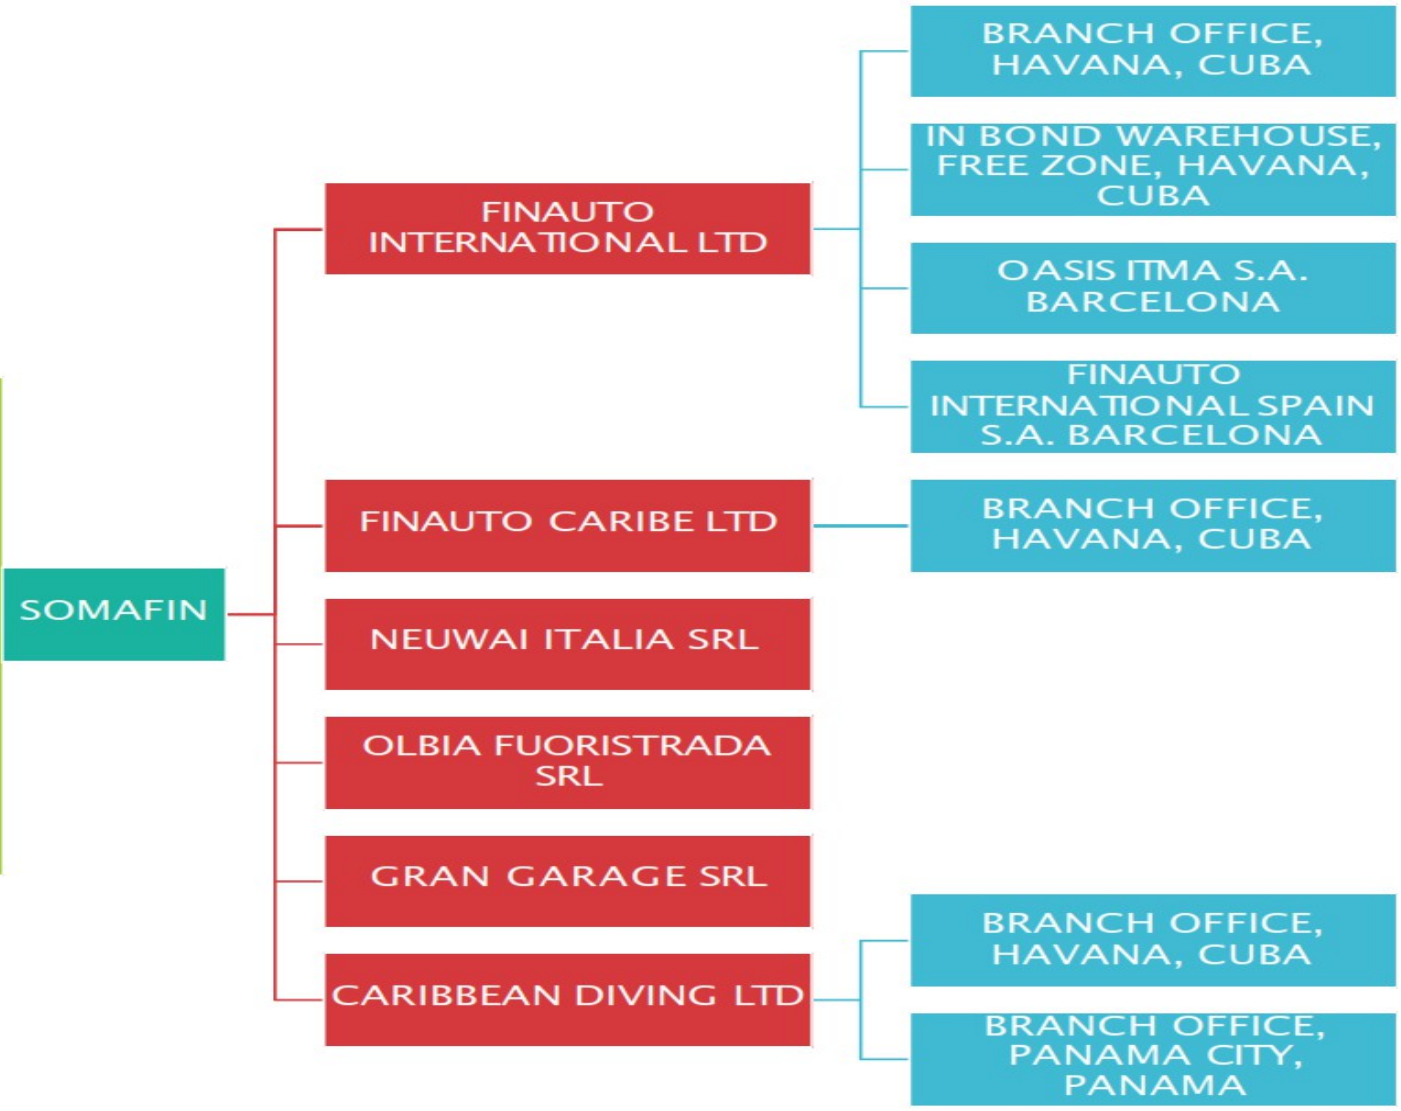 BRANCH OFFICE,
HAVANA, CUBA
IN BOND WAREHOUSE,
FREE ZONE, HAVANA,
CUBA
FINAUTO
INTERNATIONAL LTD
OASIS ITMA S.A.
BARCELONA
FINAUTO
INTERNATIONAL SPAIN
S.A. BARCELONA
FINAUTO CARIBE LTD
BRANCH OFFICE,
HAVANA, CUBA
SOMAFIN
NEUWAI ITALIA SRL
OLBIA FUORISTRADA
SRL
GRAN GARAGE SRL
CARIBBEAN DIVING LTD
BRANCH OFFICE,
HAVANA, CUBA
BRANCH OFFICE,
PANAMA CITY,
PANAMA